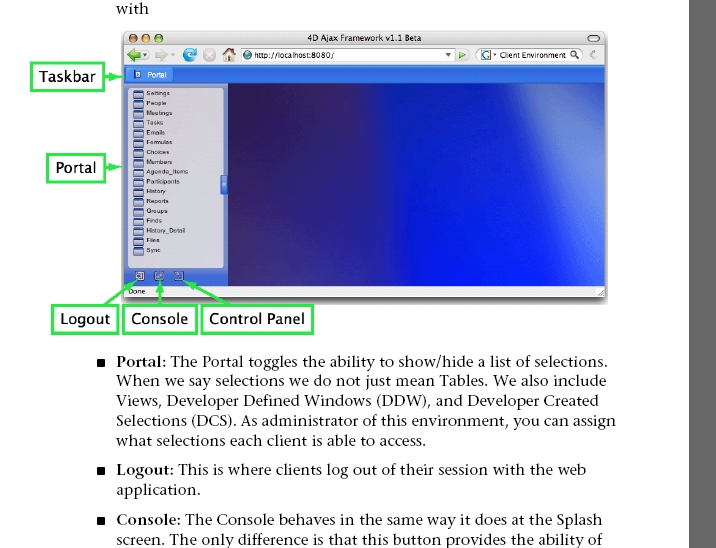 with
4D Ajax Framework v1.1 Beta
http://localhost:8080/
Client Environment
Taskbar
Portal
Settings
People
Meetings
Tasks
Emails
Formulas
Choices
Portal
Members
Agenda_Items
Participants
History
Reports
Groups
Finds
History_Detail
Files
Sync
Done
Logout
Console
Control Panel
■ Portal: The Portal toggles the ability to show/hide a list of selections.
When we say selections we do not just mean Tables. We also include
Views, Developer Defined Windows (DDW), and Developer Created
Selections (DCS). As administrator of this environment, you can assign
what selections each client is able to access.
■ Logout: This is where clients log out of their session with the web
application.
■ Console: The Console behaves in the same way it does at the Splash
screen. The only difference is that this button provides the ability of